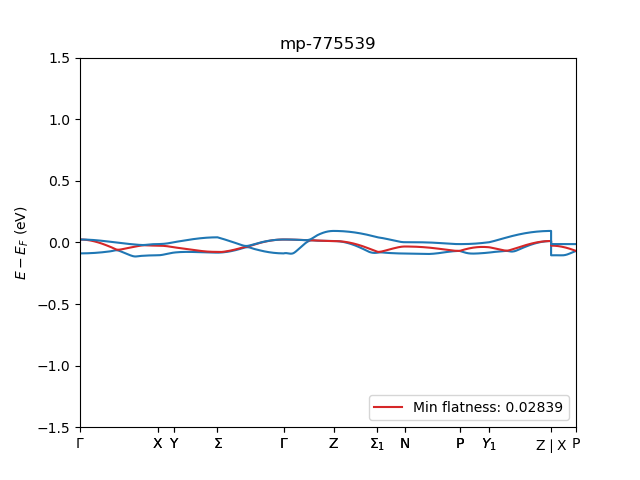 mp-775539
E − E_F (eV)
1.5
1.0
0.5
0.0
−0.5
−1.0
−1.5
Min flatness: 0.02839
Γ X Y Σ Γ Z Σ₁ N P Y₁ Z | X P